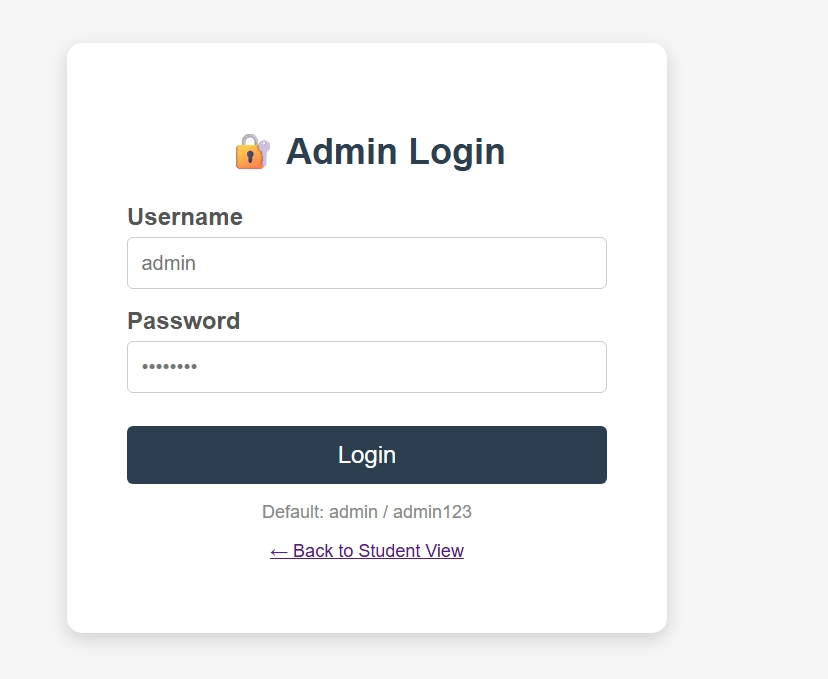 🔐 Admin Login
Username
admin
Password
••••••••
Login
Default: admin / admin123
← Back to Student View